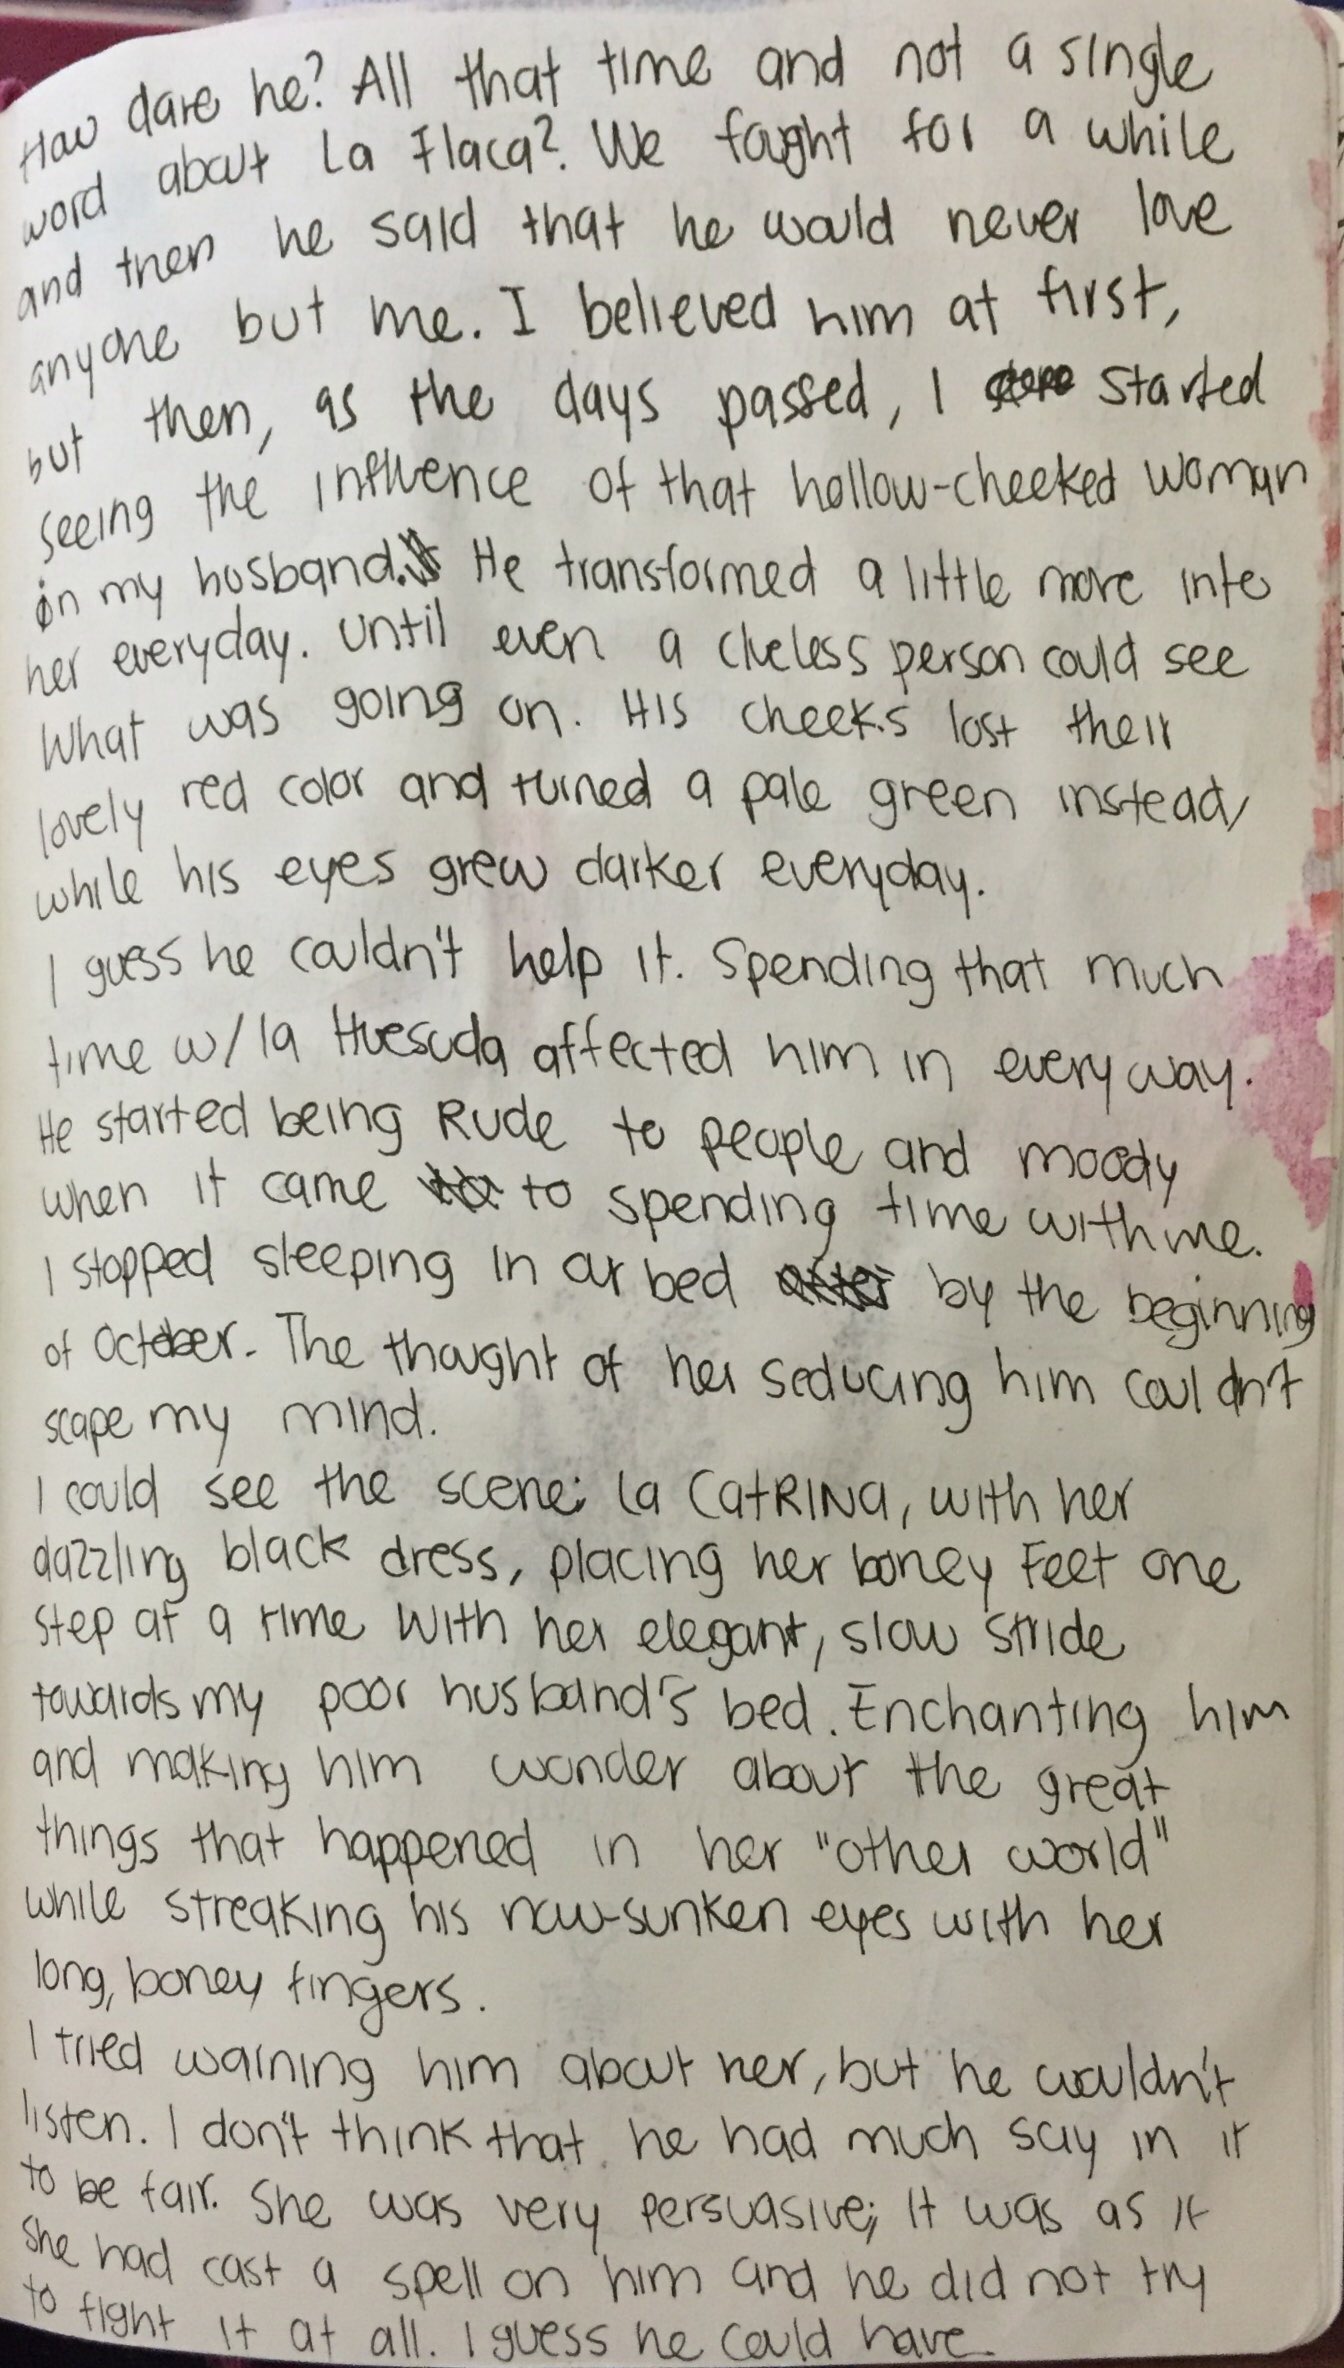 How dare he? All that time and not a single
word about La Flaca?. We fought for a while
and then he said that he would never love
anyone but me. I believed him at first,
but then, as the days passed, I started
seeing the influence of that hollow-cheeked woman
on my husband. He transformed a little more into
her everyday. Until even a clueless person could see
what was going on. His cheeks lost their
lovely red color and turned a pale green instead,
while his eyes grew darker everyday.
I guess he couldn't help it. Spending that much
time w/ la Huesuda affected him in every way.
He started being Rude to people and moody
when it came to spending time with me.
I stopped sleeping in our bed by the beginning
of October. The thought of her seducing him couldn't
scape my mind.
I could see the scene; la CatRINa, with her
dazzling black dress, placing her boney Feet one
step at a time with her elegant, slow stride
towards my poor husband's bed. Enchanting him
and making him wonder about the great
things that happened in her "other world"
while streaking his now-sunken eyes with her
long, boney fingers.
I tried warning him about her, but he wouldn't
listen. I don't think that he had much say in it
to be fair. She was very persuasive; it was as if
she had cast a spell on him and he did not try
to fight it at all. I guess he could have.